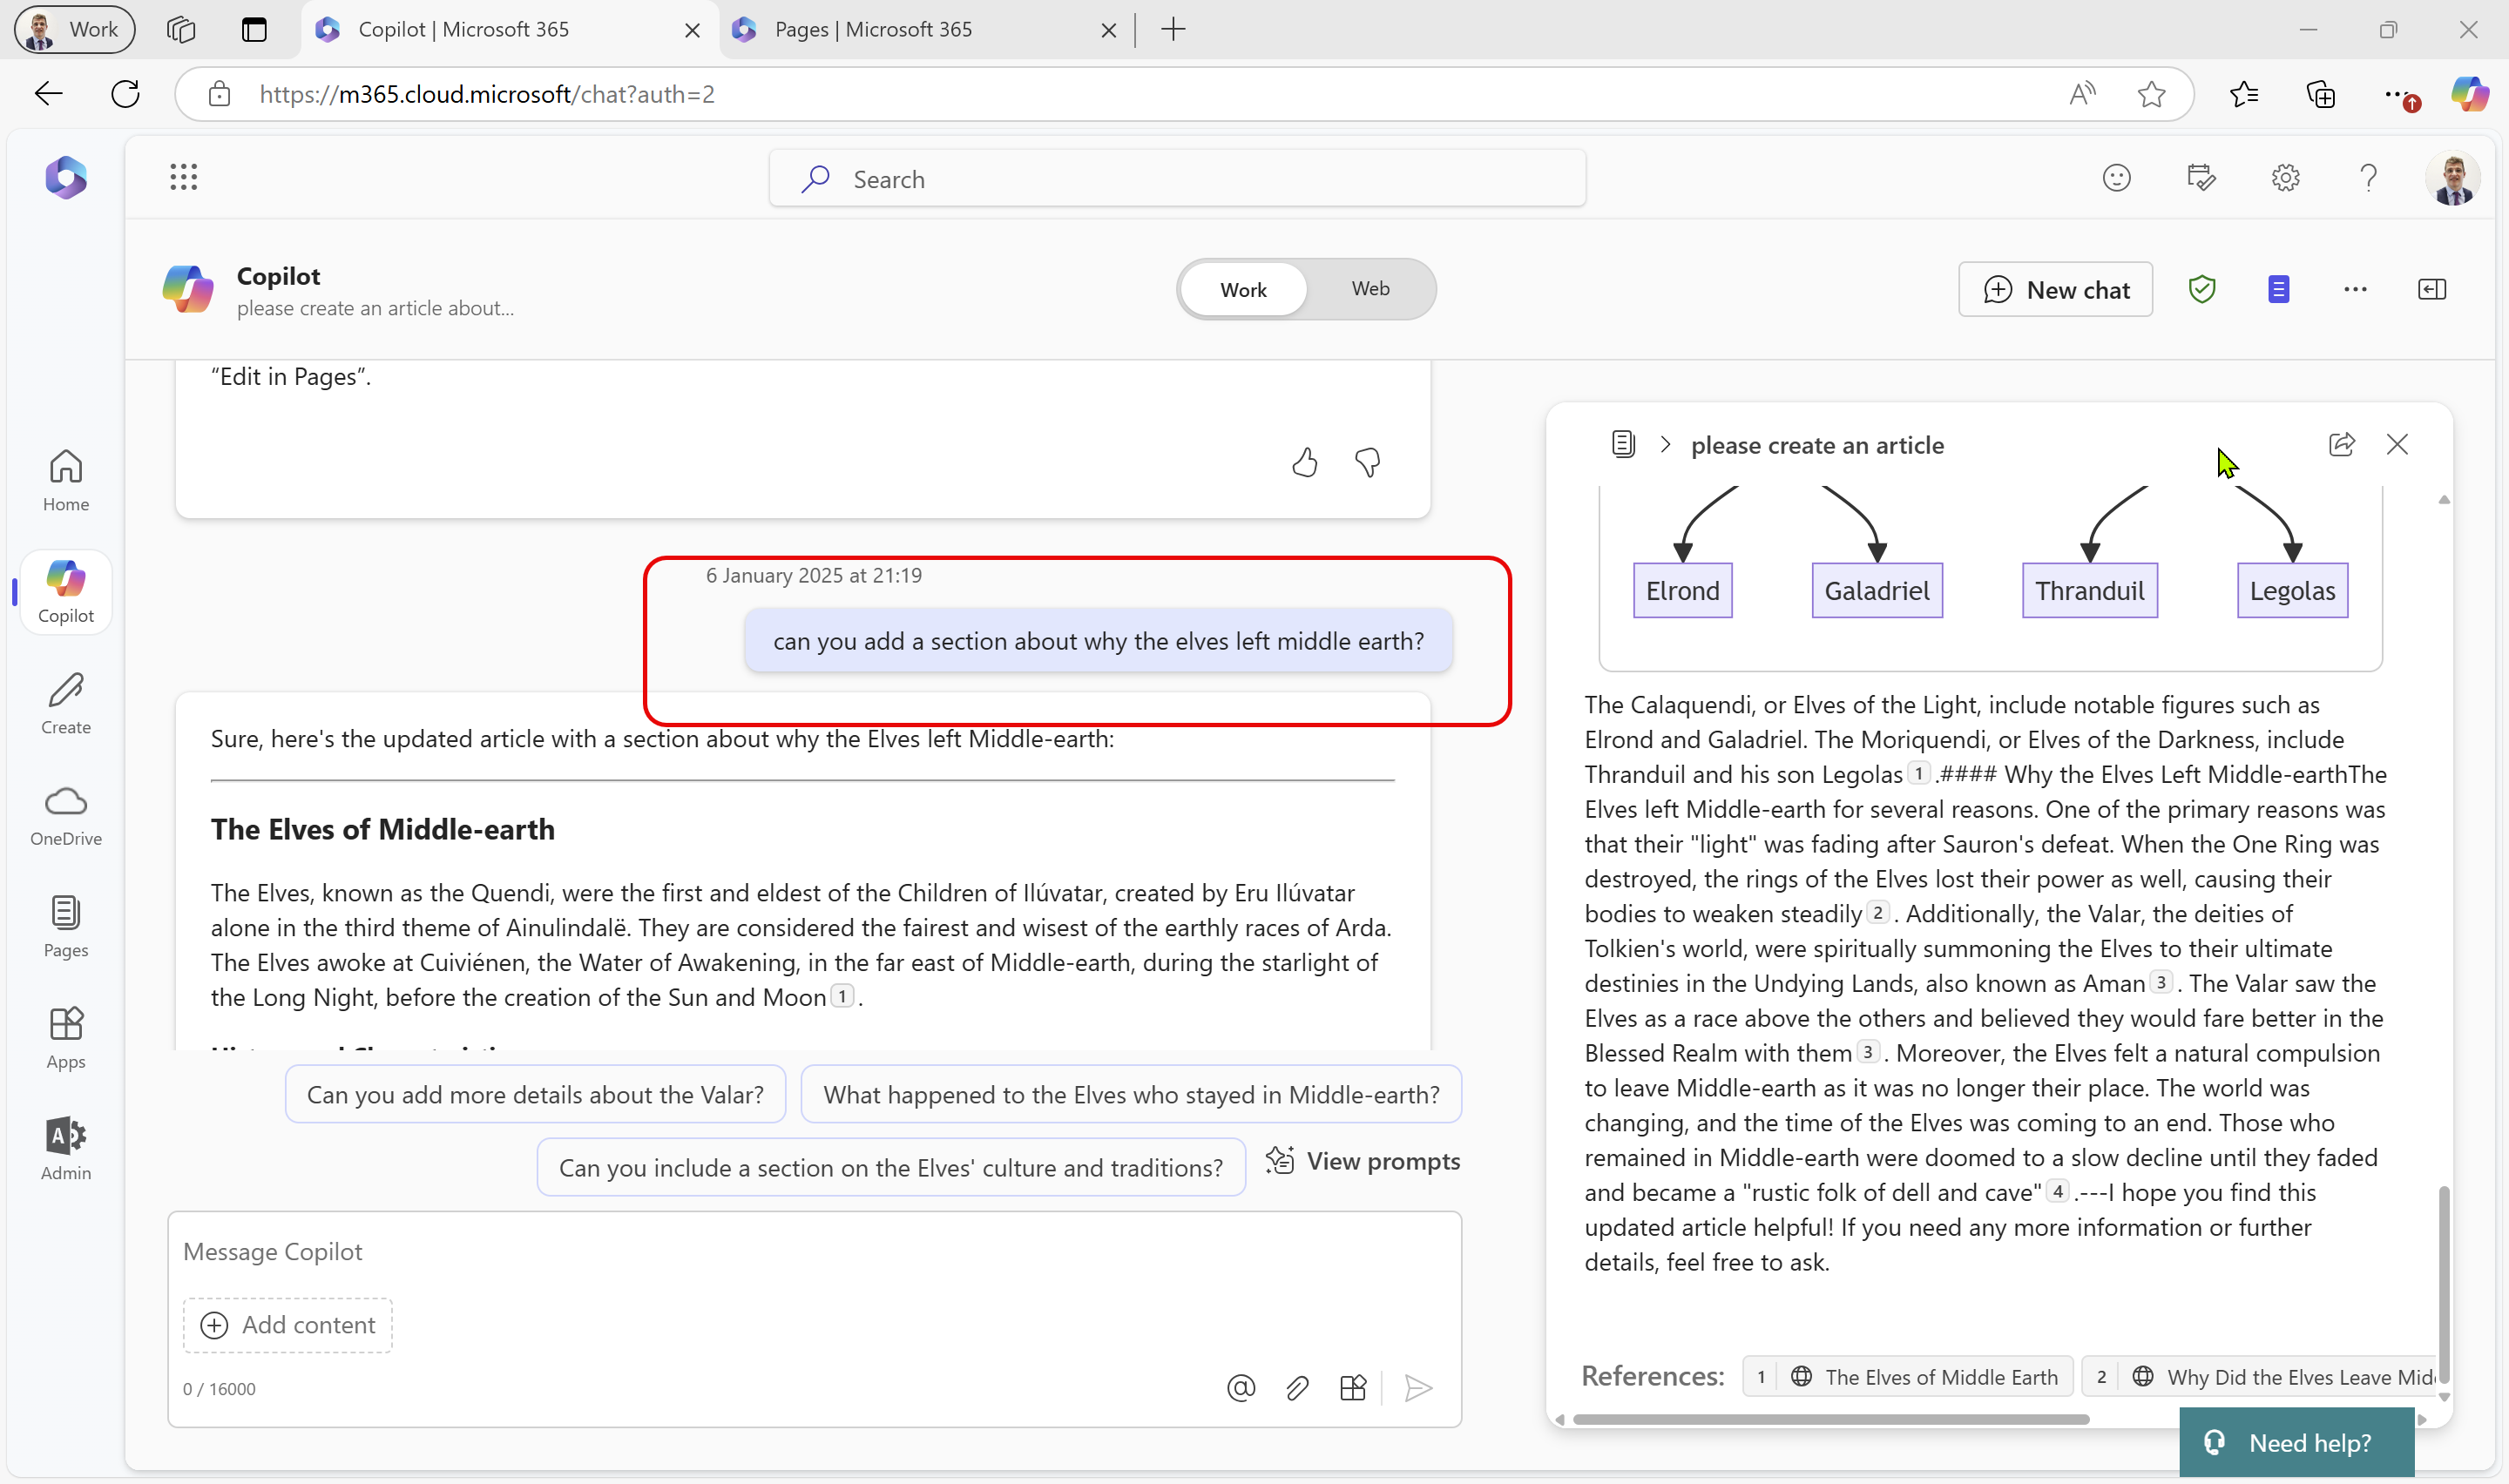 Work
Copilot | Microsoft 365
Pages | Microsoft 365
https://m365.cloud.microsoft/chat?auth=2
Search
Copilot
please create an article about...
Work
Web
New chat
Home
Copilot
Create
OneDrive
Pages
Apps
Admin
“Edit in Pages”.
6 January 2025 at 21:19
can you add a section about why the elves left middle earth?
Sure, here's the updated article with a section about why the Elves left Middle-earth:
The Elves of Middle-earth
The Elves, known as the Quendi, were the first and eldest of the Children of Ilúvatar, created by Eru Ilúvatar
alone in the third theme of Ainulindalë. They are considered the fairest and wisest of the earthly races of Arda.
The Elves awoke at Cuiviénen, the Water of Awakening, in the far east of Middle-earth, during the starlight of
the Long Night, before the creation of the Sun and Moon 1 .
Can you add more details about the Valar?
What happened to the Elves who stayed in Middle-earth?
Can you include a section on the Elves' culture and traditions?
View prompts
Message Copilot
Add content
0 / 16000
please create an article
Elrond
Galadriel
Thranduil
Legolas
The Calaquendi, or Elves of the Light, include notable figures such as
Elrond and Galadriel. The Moriquendi, or Elves of the Darkness, include
Thranduil and his son Legolas 1 .#### Why the Elves Left Middle-earthThe
Elves left Middle-earth for several reasons. One of the primary reasons was
that their "light" was fading after Sauron's defeat. When the One Ring was
destroyed, the rings of the Elves lost their power as well, causing their
bodies to weaken steadily 2 . Additionally, the Valar, the deities of
Tolkien's world, were spiritually summoning the Elves to their ultimate
destinies in the Undying Lands, also known as Aman 3 . The Valar saw the
Elves as a race above the others and believed they would fare better in the
Blessed Realm with them 3 . Moreover, the Elves felt a natural compulsion
to leave Middle-earth as it was no longer their place. The world was
changing, and the time of the Elves was coming to an end. Those who
remained in Middle-earth were doomed to a slow decline until they faded
and became a "rustic folk of dell and cave" 4 .---I hope you find this
updated article helpful! If you need any more information or further
details, feel free to ask.
References:
1 The Elves of Middle Earth
2 Why Did the Elves Leave Mid
Need help?